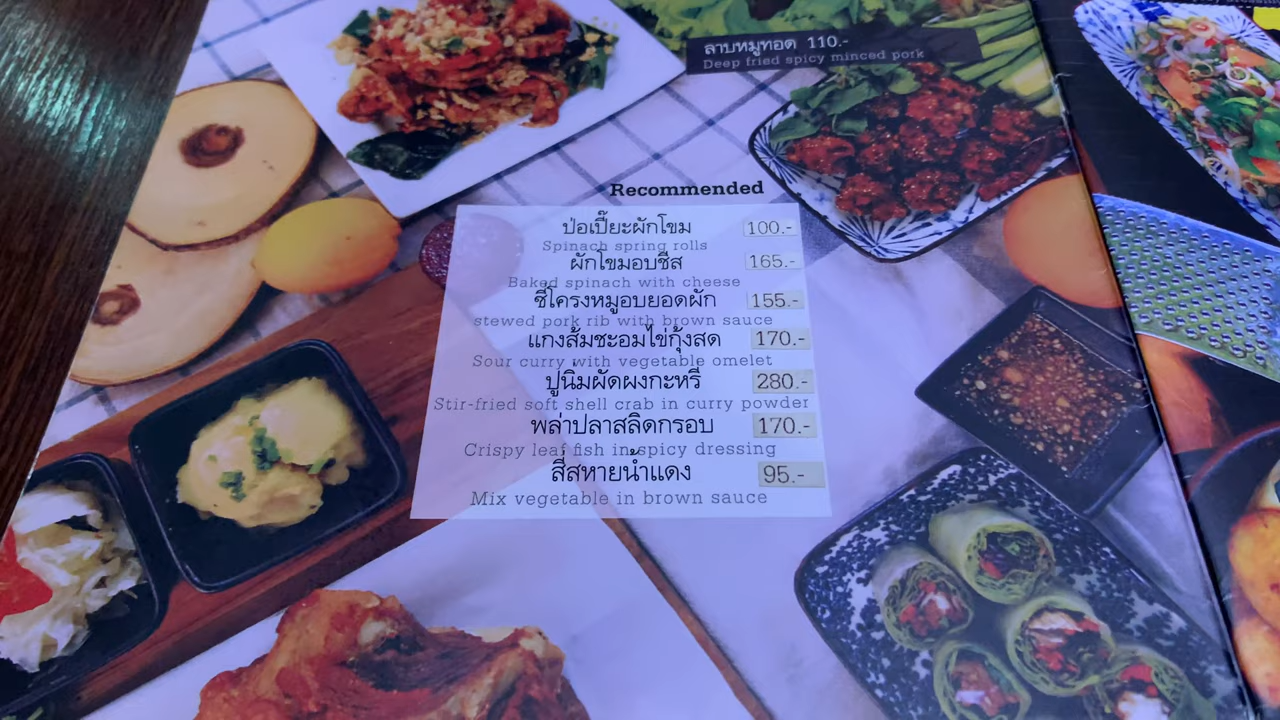 ลาบหมูทอด 110.-
Deep fried spicy minced pork
Recommended
ป่อเปี๊ยะผักโขม 100.-
Spinach spring rolls
ผักโขมอบชีส 165.-
Baked spinach with cheese
ซี่โครงหมูอบยอดผัก 155.-
stewed pork rib with brown sauce
แกงส้มชะอมไข่กุ้งสด 170.-
Sour curry with vegetable omelet
ปูนิ่มผัดผงกะหรี่ 280.-
Stir-fried soft shell crab in curry powder
พล่าปลาสลิดกรอบ 170.-
Crispy leaf fish in spicy dressing
สี่สหายน้ำแดง 95.-
Mix vegetable in brown sauce